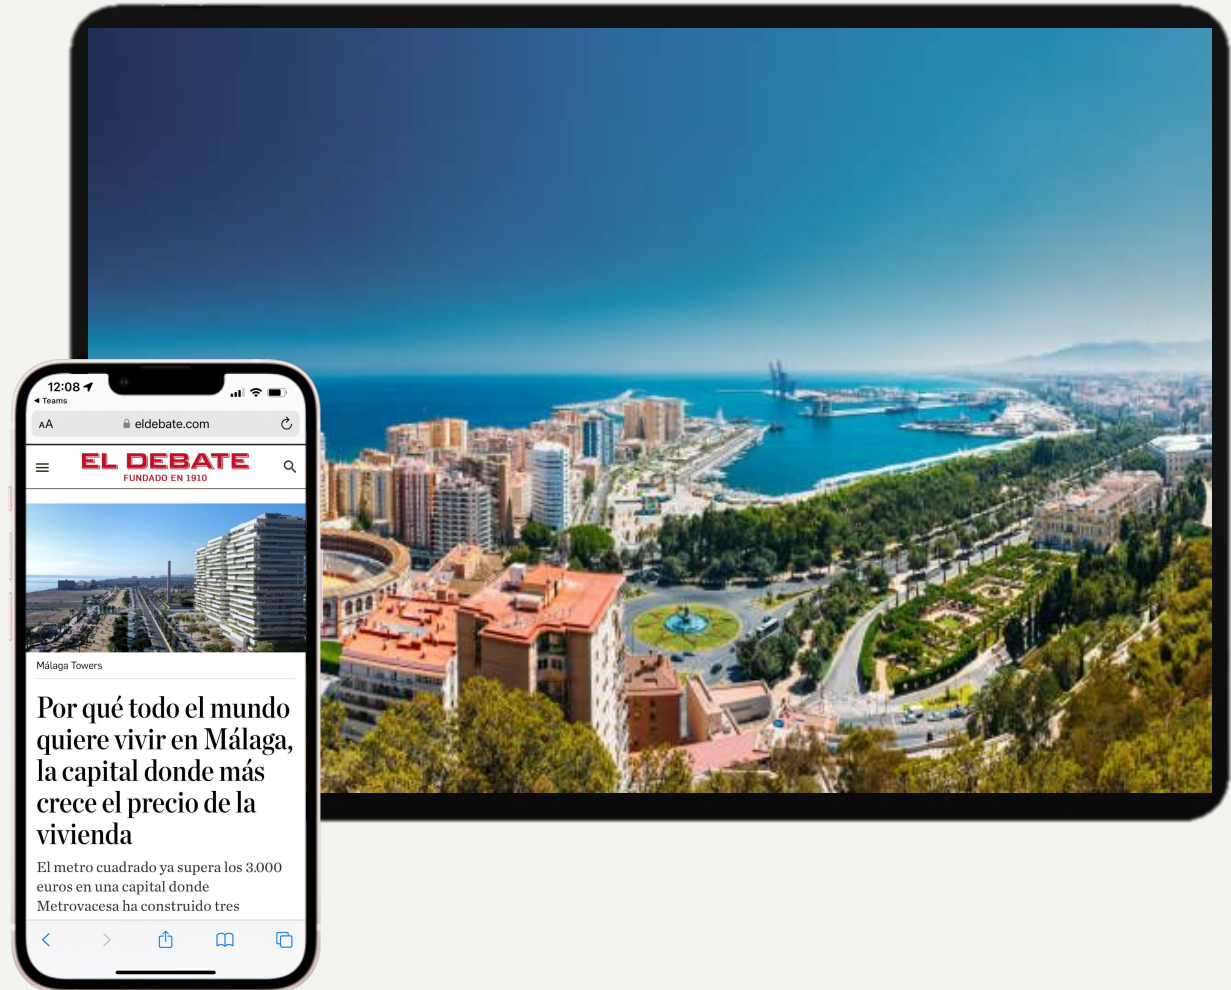 12:08
Teams
AA eldebate.com
EL DEBATE
FUNDADO EN 1910
Málaga Towers
Por qué todo el mundo
quiere vivir en Málaga,
la capital donde más
crece el precio de la
vivienda
El metro cuadrado ya supera los 3.000
euros en una capital donde
Metrovacesa ha construido tres